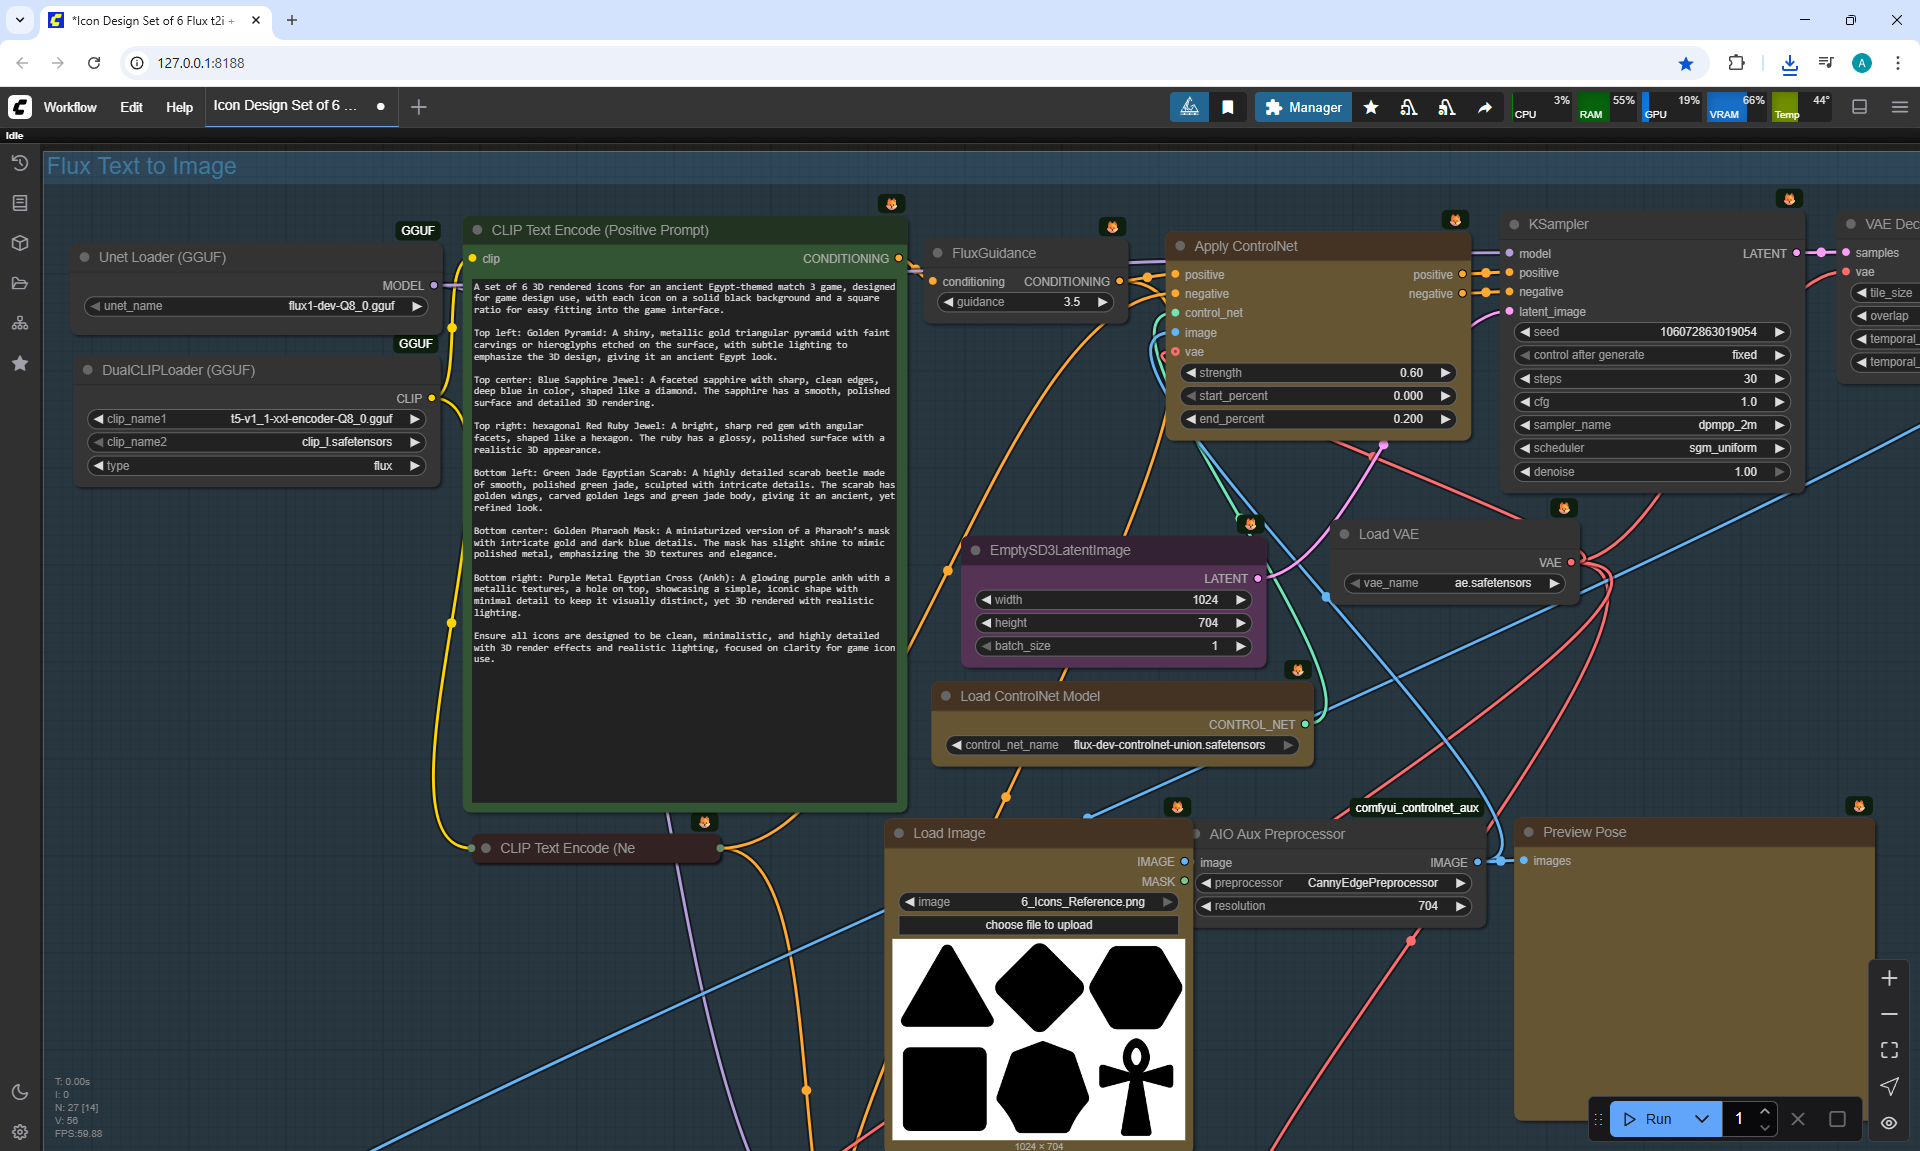 *Icon Design Set of 6 Flux t2i -
127.0.0.1:8188
A
Workflow Edit Help Icon Design Set of 6 ...
Manager
CPU 3% RAM 55% GPU 19% VRAM 66% Temp 44°
Idle
Flux Text to Image
GGUF
Unet Loader (GGUF)
MODEL
unet_name flux1-dev-Q8_0.gguf
GGUF
DualCLIPLoader (GGUF)
CLIP
clip_name1 t5-v1_1-xxl-encoder-Q8_0.gguf
clip_name2 clip_l.safetensors
type flux
CLIP Text Encode (Positive Prompt)
clip CONDITIONING
A set of 6 3D rendered icons for an ancient Egypt-themed match 3 game, designed
for game design use, with each icon on a solid black background and a square
ratio for easy fitting into the game interface.
Top left: Golden Pyramid: A shiny, metallic gold triangular pyramid with faint
carvings or hieroglyphs etched on the surface, with subtle lighting to
emphasize the 3D design, giving it an ancient Egypt look.
Top center: Blue Sapphire Jewel: A faceted sapphire with sharp, clean edges,
deep blue in color, shaped like a diamond. The sapphire has a smooth, polished
surface and detailed 3D rendering.
Top right: hexagonal Red Ruby Jewel: A bright, sharp red gem with angular
facets, shaped like a hexagon. The ruby has a glossy, polished surface with a
realistic 3D appearance.
Bottom left: Green Jade Egyptian Scarab: A highly detailed scarab beetle made
of smooth, polished green jade, sculpted with intricate details. The scarab has
golden wings, carved golden legs and green jade body, giving it an ancient, yet
refined look.
Bottom center: Golden Pharaoh Mask: A miniaturized version of a Pharaoh's mask
with intricate gold and dark blue details. The mask has slight shine to mimic
polished metal, emphasizing the 3D textures and elegance.
Bottom right: Purple Metal Egyptian Cross (Ankh): A glowing purple ankh with a
metallic textures, a hole on top, showcasing a simple, iconic shape with
minimal detail to keep it visually distinct, yet 3D rendered with realistic
lighting.
Ensure all icons are designed to be clean, minimalistic, and highly detailed
with 3D render effects and realistic lighting, focused on clarity for game icon
use.
CLIP Text Encode (Ne
FluxGuidance
conditioning CONDITIONING
guidance 3.5
Apply ControlNet
positive positive
negative negative
control_net
image
vae
strength 0.60
start_percent 0.000
end_percent 0.200
KSampler
model LATENT
positive
negative
latent_image
seed 106072863019054
control after generate fixed
steps 30
cfg 1.0
sampler_name dpmpp_2m
scheduler sgm_uniform
denoise 1.00
VAE Dec
samples
vae
tile_size
overlap
temporal_
temporal_
EmptySD3LatentImage
LATENT
width 1024
height 704
batch_size 1
Load VAE
VAE
vae_name ae.safetensors
Load ControlNet Model
CONTROL_NET
control_net_name flux-dev-controlnet-union.safetensors
Load Image
IMAGE
MASK
image 6_Icons_Reference.png
choose file to upload
1024 × 704
comfyui_controlnet_aux
AIO Aux Preprocessor
image IMAGE
preprocessor CannyEdgePreprocessor
resolution 704
Preview Pose
images
T: 0.00s
I: 0
N: 27 [14]
V: 56
FPS:59.88
Run 1